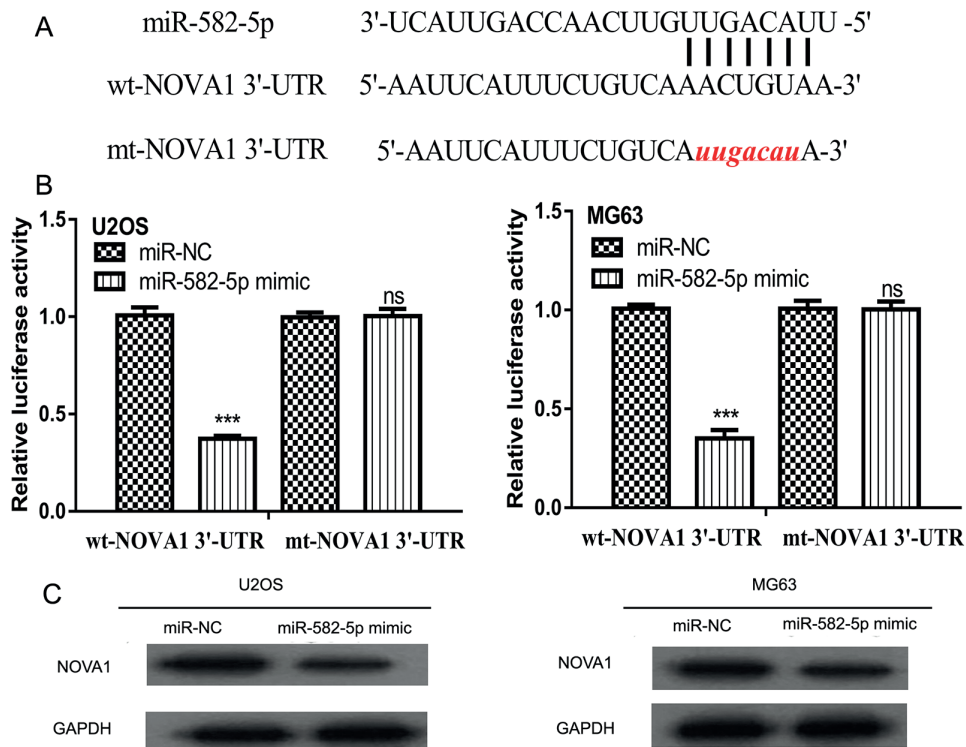 A
miR-582-5p 3'-UCAUUGACCAACUUGUUGACAUU -5'
wt-NOVA1 3'-UTR 5'-AAUUCAUUUCUGUCAAACUGUAA-3'
mt-NOVA1 3'-UTR 5'-AAUUCAUUUCUGUCAuugacauA-3'
B
Relative luciferase activity
1.5
1.0
0.5
0.0
U2OS
miR-NC
miR-582-5p mimic
***
ns
wt-NOVA1 3'-UTR mt-NOVA1 3'-UTR
Relative luciferase activity
1.5
1.0
0.5
0.0
MG63
miR-NC
miR-582-5p mimic
***
ns
wt-NOVA1 3'-UTR mt-NOVA1 3'-UTR
C
U2OS
miR-NC miR-582-5p mimic
NOVA1
GAPDH
MG63
miR-NC miR-582-5p mimic
NOVA1
GAPDH